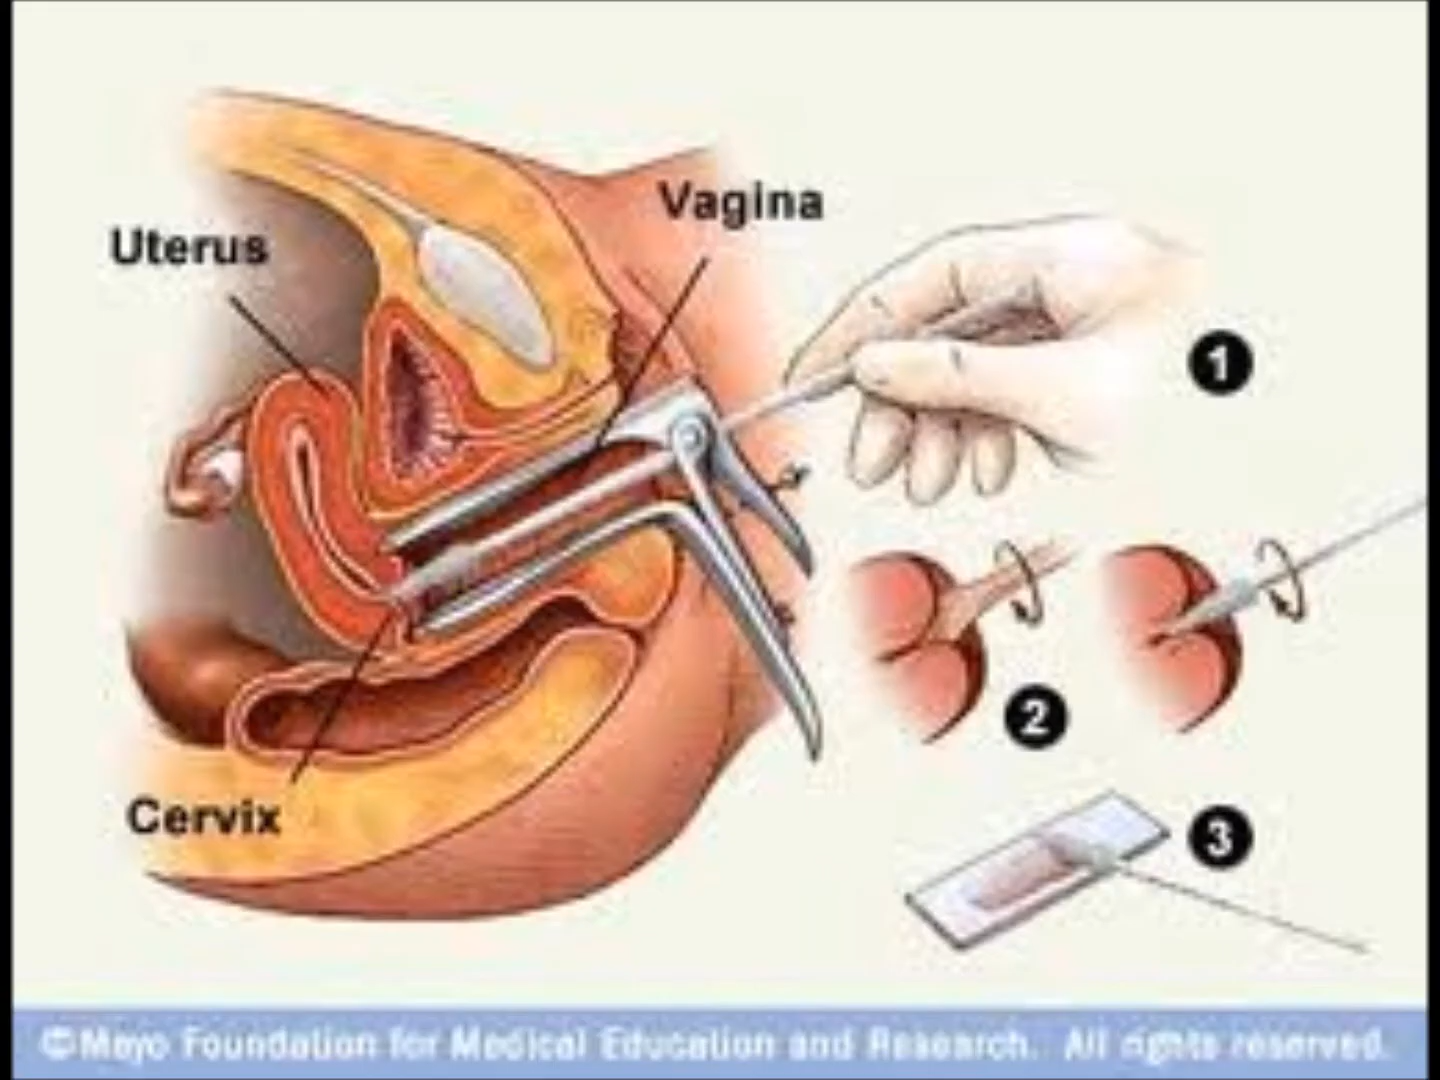 Vagina
Uterus
1
2
3
Cervix
©Mayo Foundation for Medical Education and Research. All rights reserved.